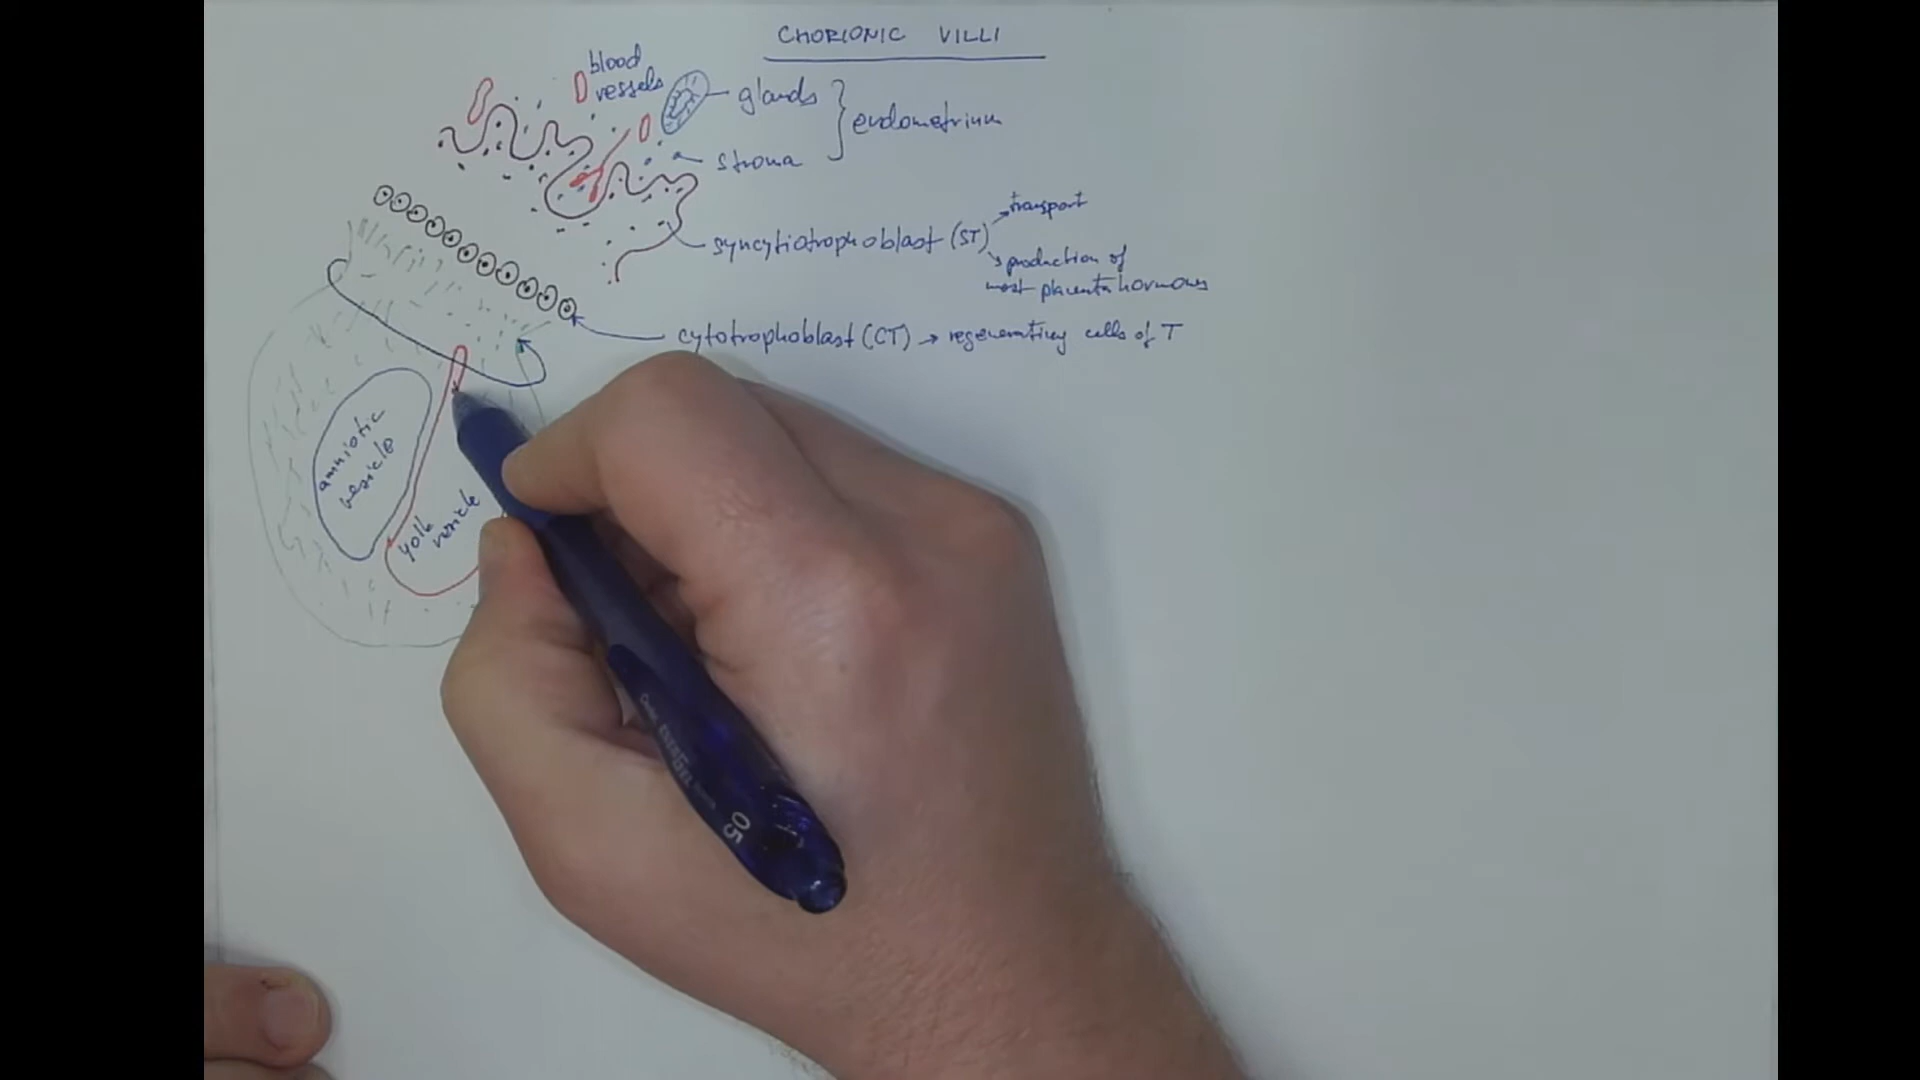 CHORIONIC VILLI
blood
vessels
glands
endometrium
stroma
transport
syncytiotrophoblast (ST)
production of
most placenta hormones
cytotrophoblast (CT) → regenerating cells of T
amniotic
vesicle
yolk
vesicle
05